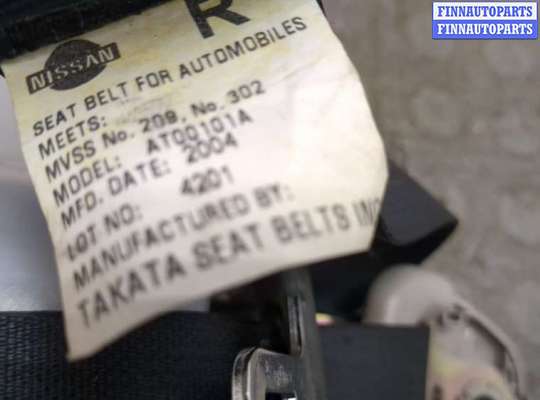 FINNAUTOPARTS
FINNAUTOPARTS
R
NISSAN
SEAT BELT FOR AUTOMOBILES
MEETS:
MVSS No. 209, No. 302
MODEL: AT00101A
MFD. DATE: 2004
LOT NO: 4201
MANUFACTURED BY:
TAKATA SEAT BELTS